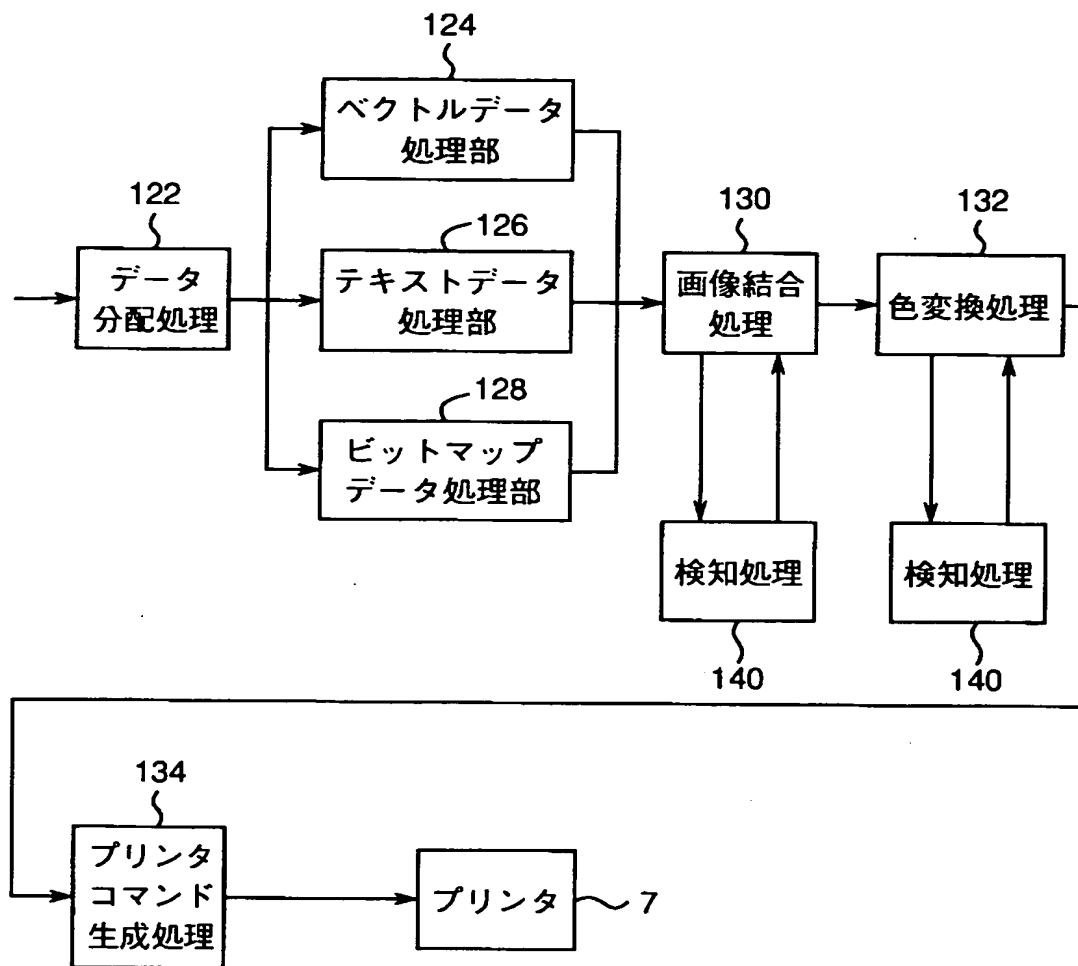 124
ベクトルデータ
処理部
122
データ
分配処理
126
テキストデータ
処理部
128
ビットマップ
データ処理部
130
画像結合
処理
132
色変換処理
検知処理
140
検知処理
140
134
プリンタ
コマンド
生成処理
プリンタ
7